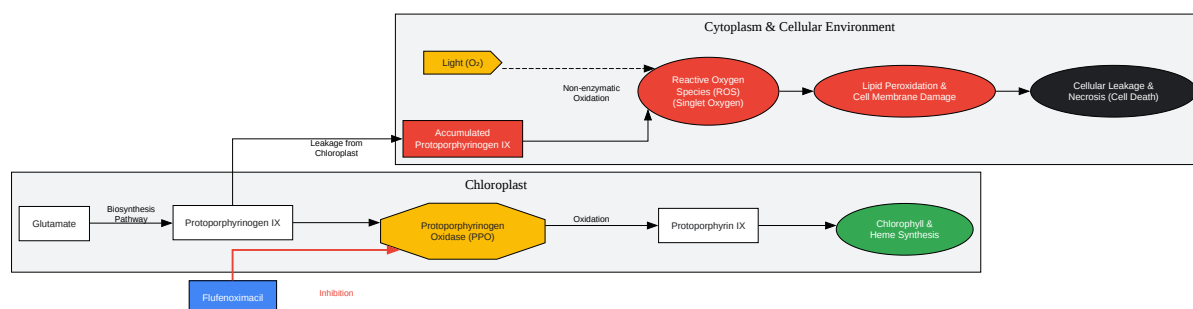 Cytoplasm & Cellular Environment
Light (O₂)
Non-enzymatic
Oxidation
Reactive Oxygen
Species (ROS)
(Singlet Oxygen)
Lipid Peroxidation &
Cell Membrane Damage
Cellular Leakage &
Necrosis (Cell Death)
Accumulated
Protoporphyrinogen IX
Leakage from
Chloroplast
Chloroplast
Glutamate
Biosynthesis
Pathway
Protoporphyrinogen IX
Protoporphyrinogen
Oxidase (PPO)
Oxidation
Protoporphyrin IX
Chlorophyll &
Heme Synthesis
Flufenoximacil
Inhibition